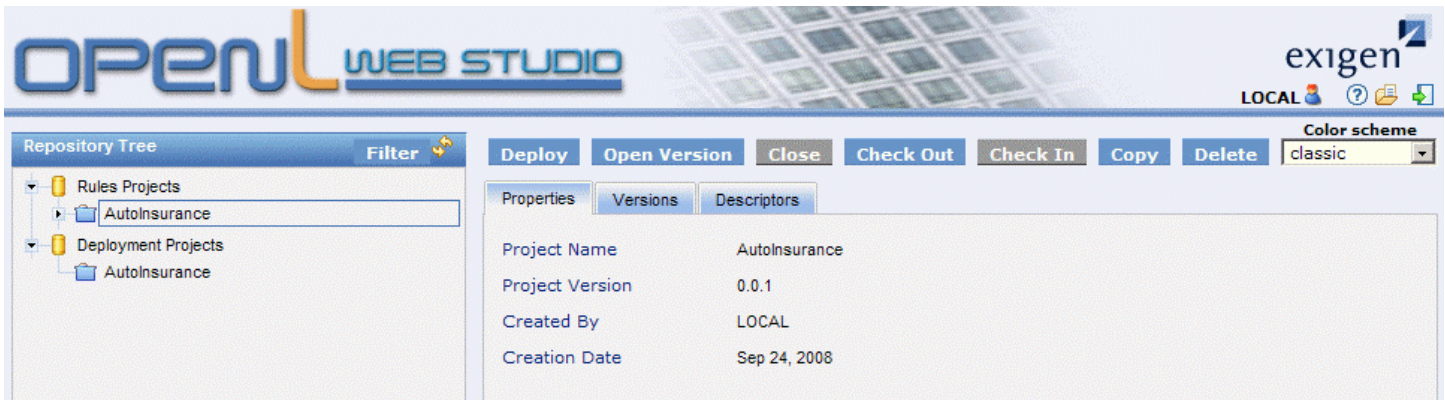 OPENL WEB STUDIO
exigen
LOCAL
Color scheme
Repository Tree Filter
Deploy Open Version Close Check Out Check In Copy Delete classic
Rules Projects
AutoInsurance
Deployment Projects
AutoInsurance
Properties Versions Descriptors
Project Name AutoInsurance
Project Version 0.0.1
Created By LOCAL
Creation Date Sep 24, 2008